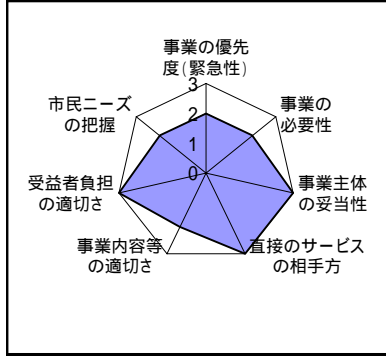 事業の優先
度(緊急性)
事業の
必要性
事業主体
の妥当性
直接のサービス
の相手方
事業内容等
の適切さ
受益者負担
の適切さ
市民ニーズ
の把握
3
2
1
0